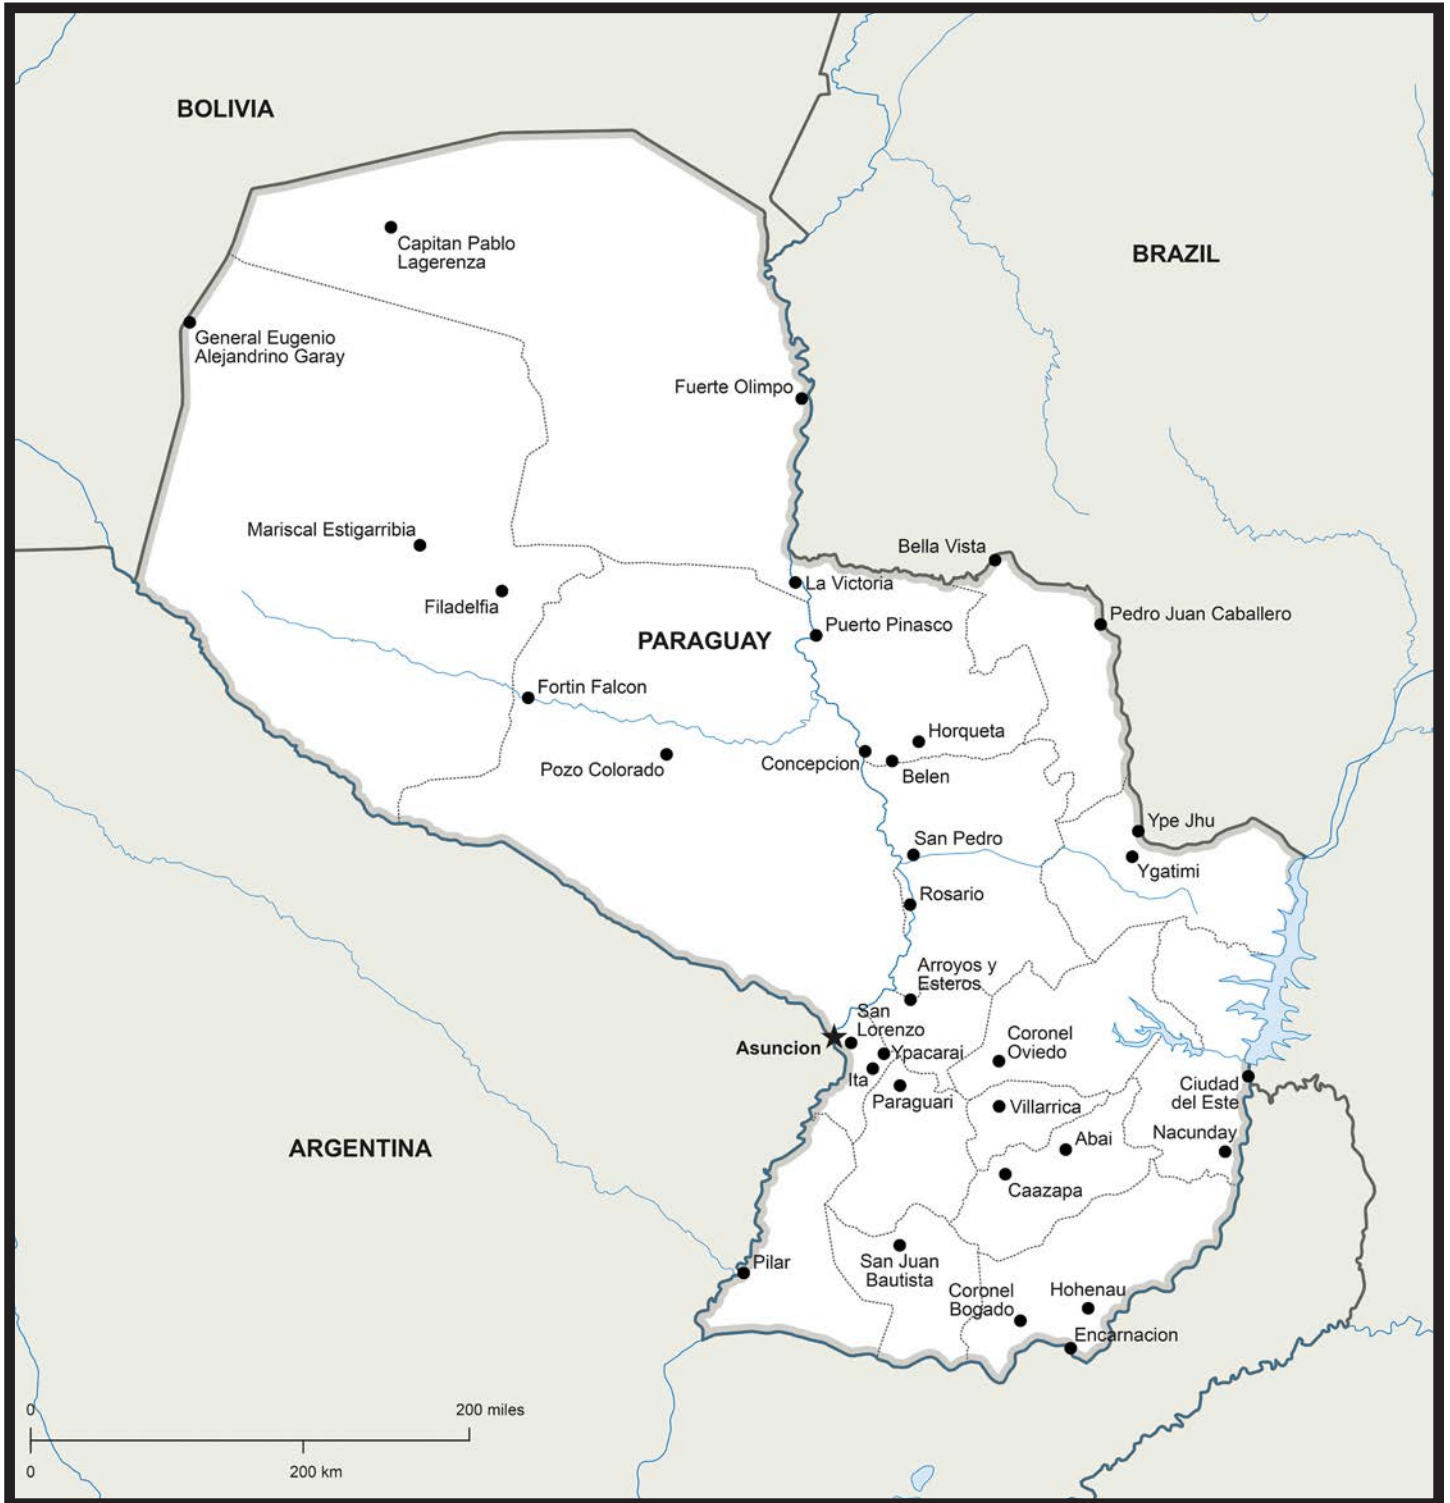 BOLIVIA
Capitan Pablo
Lagerenza
BRAZIL
General Eugenio
Alejandrino Garay
Fuerte Olimpo
Mariscal Estigarribia
Bella Vista
La Victoria
Filadelfia
Pedro Juan Caballero
Puerto Pinasco
PARAGUAY
Fortin Falcon
Horqueta
Concepcion
Pozo Colorado
Belen
Ype Jhu
San Pedro
Ygatimi
Rosario
Arroyos y
Esteros
San
Lorenzo
Coronel
Oviedo
Asuncion
Ypacarai
Ita
Ciudad
del Este
Paraguari
Villarrica
Nacunday
Abai
ARGENTINA
Caazapa
Pilar
San Juan
Bautista
Coronel
Bogado
Hohenau
Encarnacion
0
200 miles
0
200 km